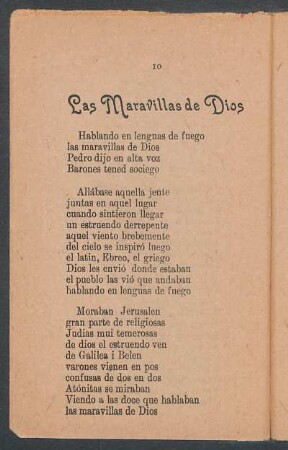 10
Las Maravillas de Dios
Hablando en lenguas de fuego
las maravillas de Dios
Pedro dijo en alta voz
Barones tened sociego
Allábase aquella jente
juntas en aquel lugar
cuando sintieron llegar
un estruendo derrepente
aquel viento brebemente
del cielo se inspiró luego
el latin, Ebreo, el griego
Dios les envió donde estaban
el pueblo las vió que andaban
hablando en lenguas de fuego
Moraban Jerusalen
gran parte de religiosas
Judias mui temerosas
de dios el estruendo ven
de Galilea i Belen
varones vienen en pos
confusas de dos en dos
Atónitas se miraban
Viendo a las doce que hablaban
las maravillas de Dios